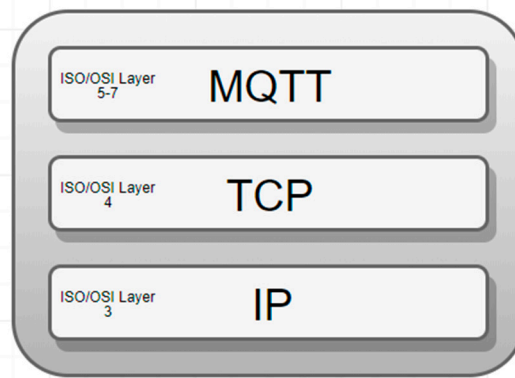 ISO/OSI Layer
5-7
MQTT
ISO/OSI Layer
4
TCP
ISO/OSI Layer
3
IP